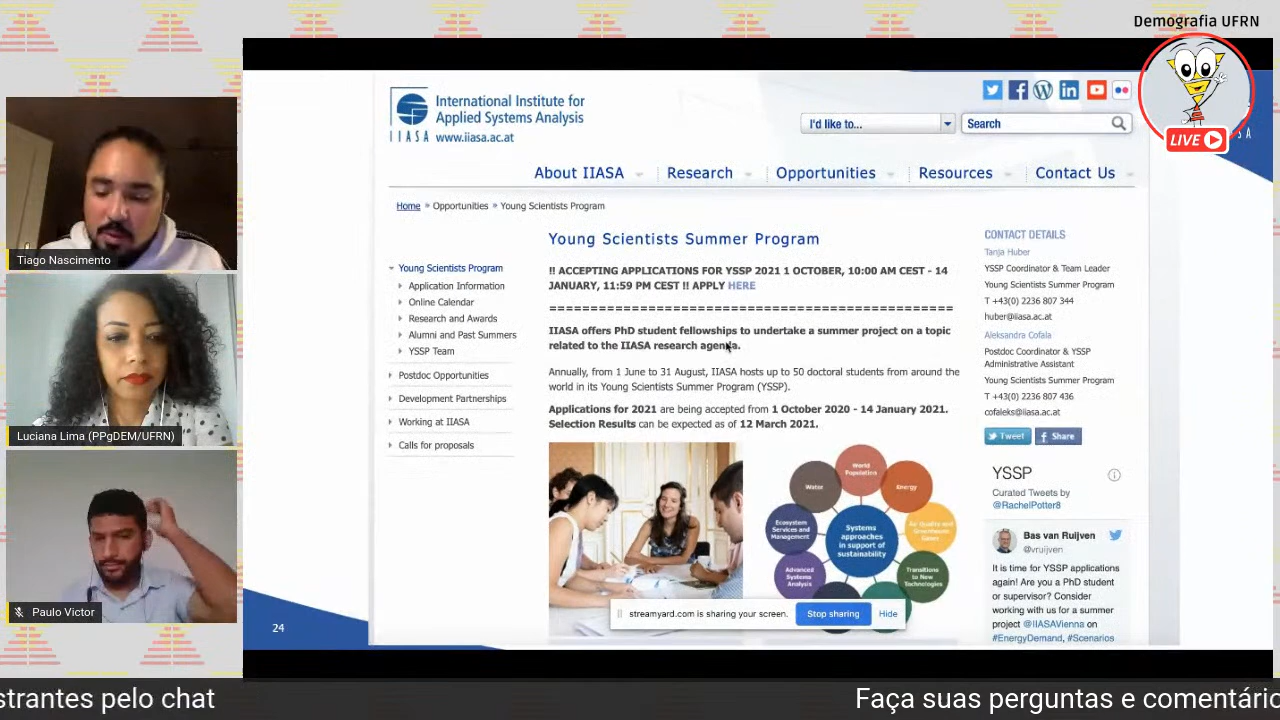 Demografia UFRN
LIVE
Tiago Nascimento
Luciana Lima (PPgDEM/UFRN)
Paulo Victor
International Institute for
Applied Systems Analysis
IIASA www.iiasa.ac.at
I'd like to...
Search
About IIASA
Research
Opportunities
Resources
Contact Us
Home » Opportunities » Young Scientists Program
Young Scientists Program
Application Information
Online Calendar
Research and Awards
Alumni and Past Summers
YSSP Team
Postdoc Opportunities
Development Partnerships
Working at IIASA
Calls for proposals
Young Scientists Summer Program
!! ACCEPTING APPLICATIONS FOR YSSP 2021 1 OCTOBER, 10:00 AM CEST - 14
JANUARY, 11:59 PM CEST !! APPLY HERE
==================================================
IIASA offers PhD student fellowships to undertake a summer project on a topic
related to the IIASA research agenda.
Annually, from 1 June to 31 August, IIASA hosts up to 50 doctoral students from around the
world in its Young Scientists Summer Program (YSSP).
Applications for 2021 are being accepted from 1 October 2020 - 14 January 2021.
Selection Results can be expected as of 12 March 2021.
World
Population
Energy
Water
Air Quality and
Greenhouse
Gases
Ecosystem
Services and
Management
Systems
approaches
in support of
sustainability
Advanced
Systems
Analysis
Transitions
to New
Technologies
CONTACT DETAILS
Tanja Huber
YSSP Coordinator & Team Leader
Young Scientists Summer Program
T +43(0) 2236 807 344
huber@iiasa.ac.at
Aleksandra Cofala
Postdoc Coordinator & YSSP
Administrative Assistant
Young Scientists Summer Program
T +43(0) 2236 807 436
cofaleks@iiasa.ac.at
Tweet
Share
YSSP
Curated Tweets by
@RachelPotter8
Bas van Ruijven
@vruijven
It is time for YSSP applications
again! Are you a PhD student
or supervisor? Consider
working with us for a summer
project @IIASAVienna on
#EnergyDemand, #Scenarios
streamyard.com is sharing your screen.
Stop sharing
Hide
24
strantes pelo chat
Faça suas perguntas e comentário